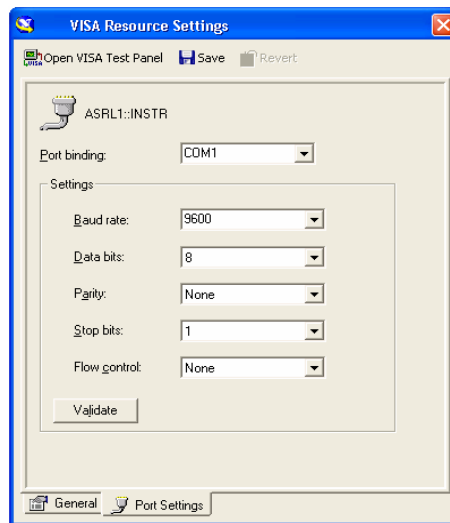 VISA Resource Settings
Open VISA Test Panel Save Revert
ASRL1::INSTR
Port binding: COM1
Settings
Baud rate: 9600
Data bits: 8
Parity: None
Stop bits: 1
Flow control: None
Validate
General Port Settings